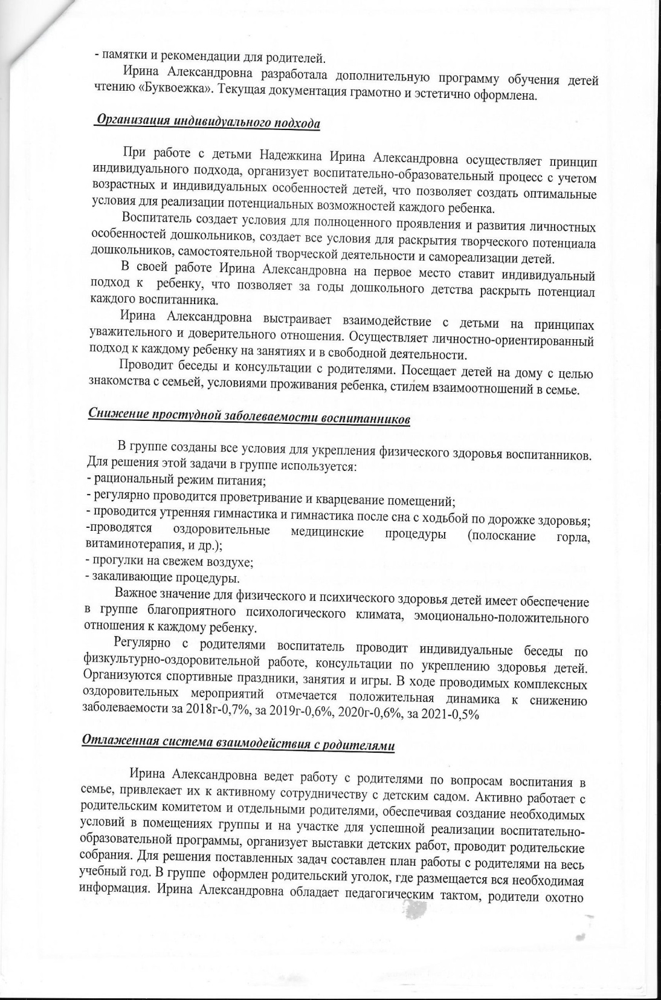 - памятки и рекомендации для родителей.
Ирина Александровна разработала дополнительную программу обучения детей
чтению «Буквоежка». Текущая документация грамотно и эстетично оформлена.
Организация индивидуального подхода
При работе с детьми Надежкина Ирина Александровна осуществляет принцип
индивидуального подхода, организует воспитательно-образовательный процесс с учетом
возрастных и индивидуальных особенностей детей, что позволяет создать оптимальные
условия для реализации потенциальных возможностей каждого ребенка.
Воспитатель создает условия для полноценного проявления и развития личностных
особенностей дошкольников, создает все условия для раскрытия творческого потенциала
дошкольников, самостоятельной творческой деятельности и самореализации детей.
В своей работе Ирина Александровна на первое место ставит индивидуальный
подход к ребенку, что позволяет за годы дошкольного детства раскрыть потенциал
каждого воспитанника.
Ирина Александровна выстраивает взаимодействие с детьми на принципах
уважительного и доверительного отношения. Осуществляет личностно-ориентированный
подход к каждому ребенку на занятиях и в свободной деятельности.
Проводит беседы и консультации с родителями. Посещает детей на дому с целью
знакомства с семьей, условиями проживания ребенка, стилем взаимоотношений в семье.
Снижение простудной заболеваемости воспитанников
В группе созданы все условия для укрепления физического здоровья воспитанников.
Для решения этой задачи в группе используется:
- рациональный режим питания;
- регулярно проводится проветривание и кварцевание помещений;
- проводится утренняя гимнастика и гимнастика после сна с ходьбой по дорожке здоровья;
-проводятся оздоровительные медицинские процедуры (полоскание горла,
витаминотерапия, и др.);
- прогулки на свежем воздухе;
- закаливающие процедуры.
Важное значение для физического и психического здоровья детей имеет обеспечение
в группе благоприятного психологического климата, эмоционально-положительного
отношения к каждому ребенку.
Регулярно с родителями воспитатель проводит индивидуальные беседы по
физкультурно-оздоровительной работе, консультации по укреплению здоровья детей.
Организуются спортивные праздники, занятия и игры. В ходе проводимых комплексных
оздоровительных мероприятий отмечается положительная динамика к снижению
заболеваемости за 2018г-0,7%, за 2019г-0,6%, 2020г-0,6%, за 2021-0,5%
Отлаженная система взаимодействия с родителями
Ирина Александровна ведет работу с родителями по вопросам воспитания в
семье, привлекает их к активному сотрудничеству с детским садом. Активно работает с
родительским комитетом и отдельными родителями, обеспечивая создание необходимых
условий в помещениях группы и на участке для успешной реализации воспитательно-
образовательной программы, организует выставки детских работ, проводит родительские
собрания. Для решения поставленных задач составлен план работы с родителями на весь
учебный год. В группе оформлен родительский уголок, где размещается вся необходимая
информация. Ирина Александровна обладает педагогическим тактом, родители охотно